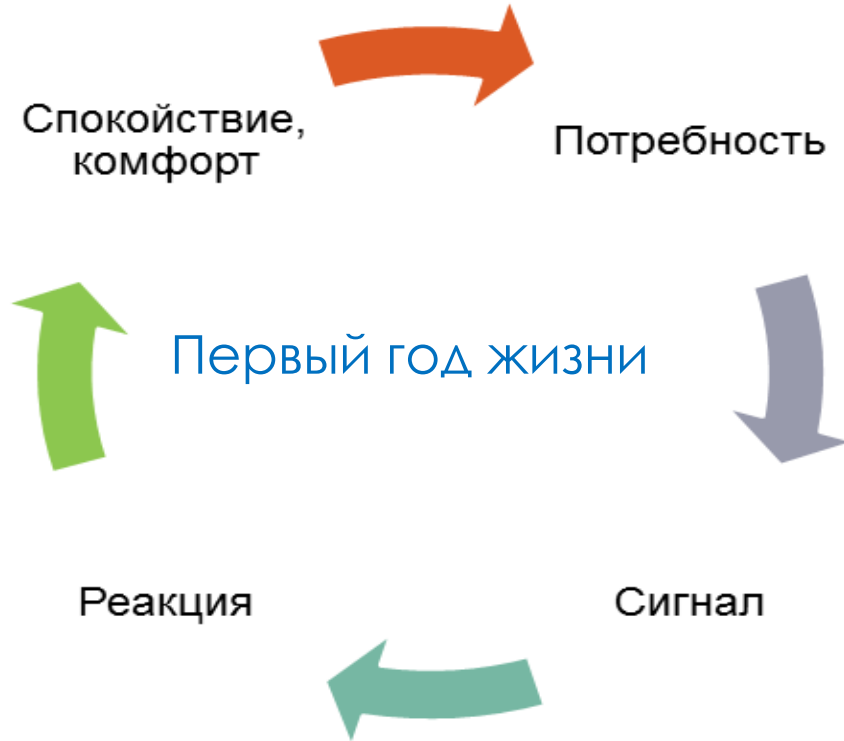 Спокойствие,
комфорт
Потребность
Первый год жизни
Реакция
Сигнал